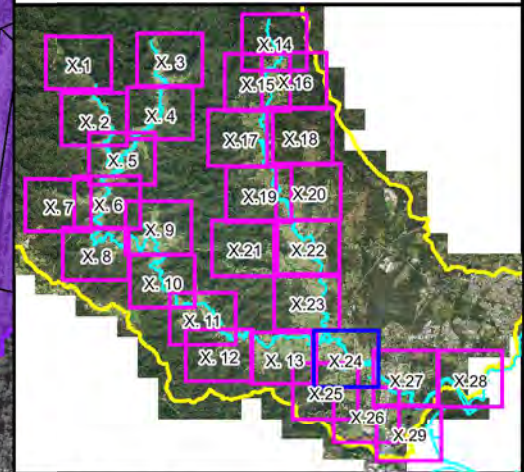 X.14
X.1
X. 3
X.15
X.16
X. 2
X. 4
X.17
X.18
X. 5
X. 7
X. 6
X.19
X.20
X. 9
X. 8
X.21
X.22
X.10
X.23
X. 11
X. 12
X. 13
X.24
X.27
X.28
X.25
X.26
X.29